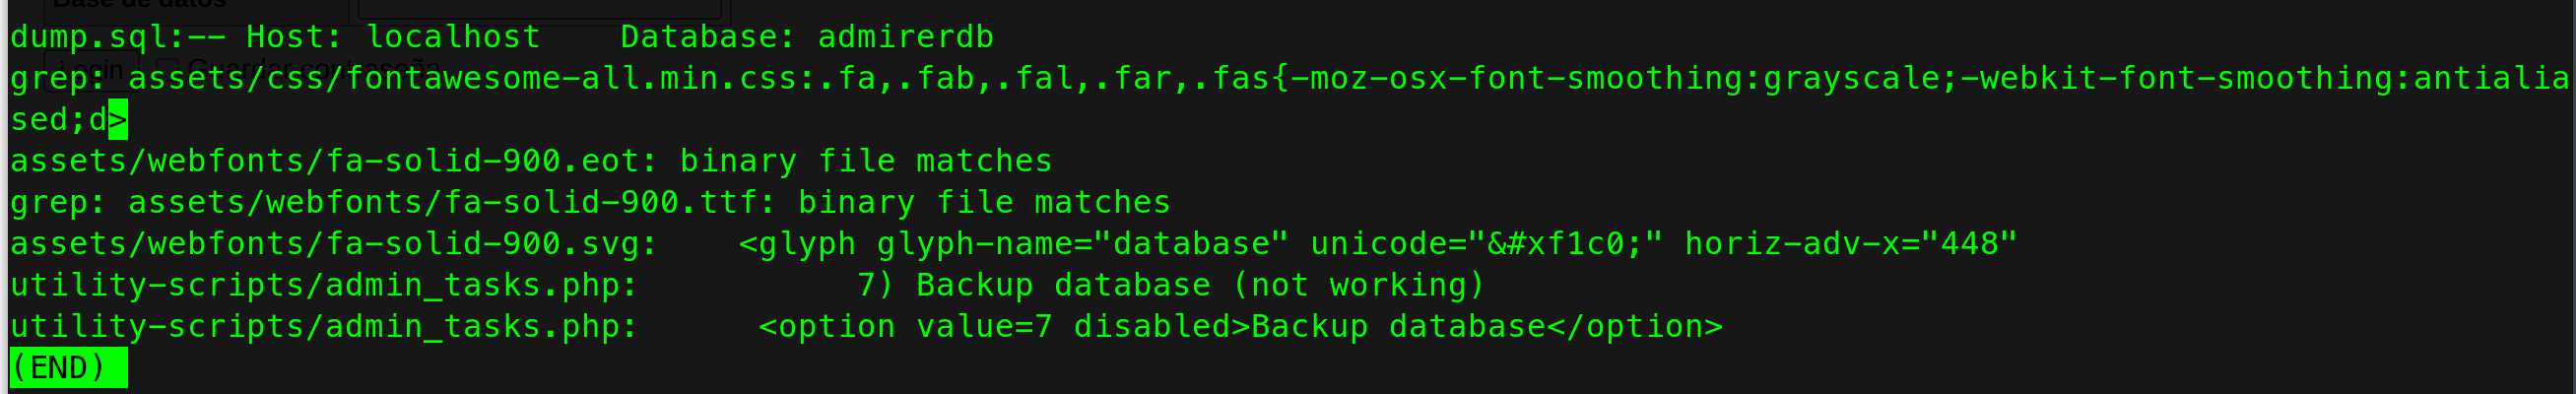 Base de datos
dump.sql:-- Host: localhost    Database: admirerdb
Login Guardar contraseña
grep: assets/css/fontawesome-all.min.css:.fa,.fab,.fal,.far,.fas{-moz-osx-font-smoothing:grayscale;-webkit-font-smoothing:antialia
sed;d>
assets/webfonts/fa-solid-900.eot: binary file matches
grep: assets/webfonts/fa-solid-900.ttf: binary file matches
assets/webfonts/fa-solid-900.svg:    <glyph glyph-name="database" unicode="&#xf1c0;" horiz-adv-x="448"
utility-scripts/admin_tasks.php:           7) Backup database (not working)
utility-scripts/admin_tasks.php:      <option value=7 disabled>Backup database</option>
(END)